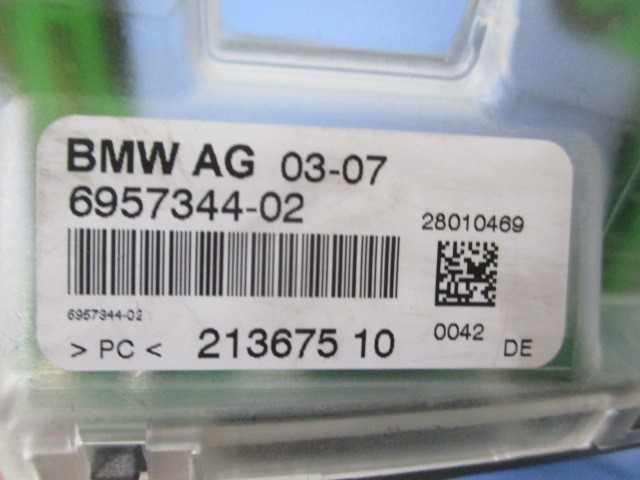 BMW AG 03-07
6957344-02
28010469
6957344-02
> PC < 213675 10
0042
DE